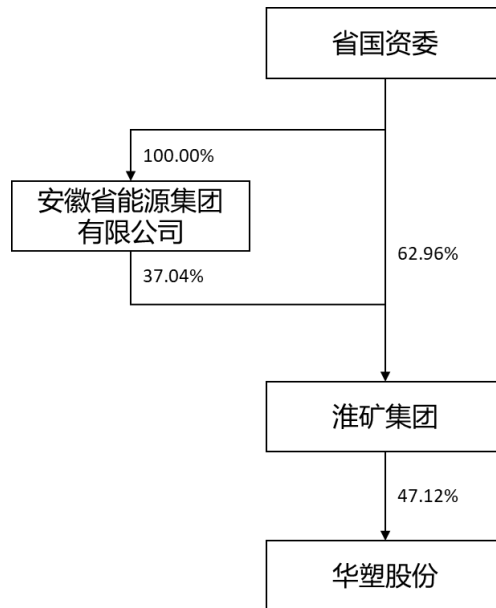 省国资委
100.00%
安徽省能源集团
有限公司
62.96%
37.04%
淮矿集团
47.12%
华塑股份